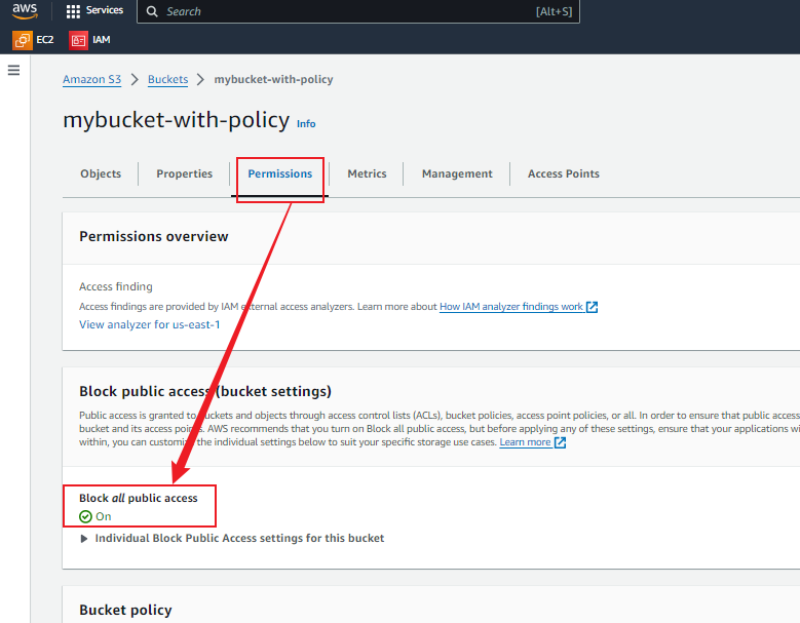 aws Services Search [Alt+S]
EC2 IAM
Amazon S3 > Buckets > mybucket-with-policy
mybucket-with-policy Info
Objects Properties Permissions Metrics Management Access Points
Permissions overview
Access finding
Access findings are provided by IAM external access analyzers. Learn more about How IAM analyzer findings work
View analyzer for us-east-1
Block public access (bucket settings)
Public access is granted to buckets and objects through access control lists (ACLs), bucket policies, access point policies, or all. In order to ensure that public access
bucket and its access points. AWS recommends that you turn on Block all public access, but before applying any of these settings, ensure that your applications wi
within, you can customize the individual settings below to suit your specific storage use cases. Learn more
Block all public access
On
Individual Block Public Access settings for this bucket
Bucket policy